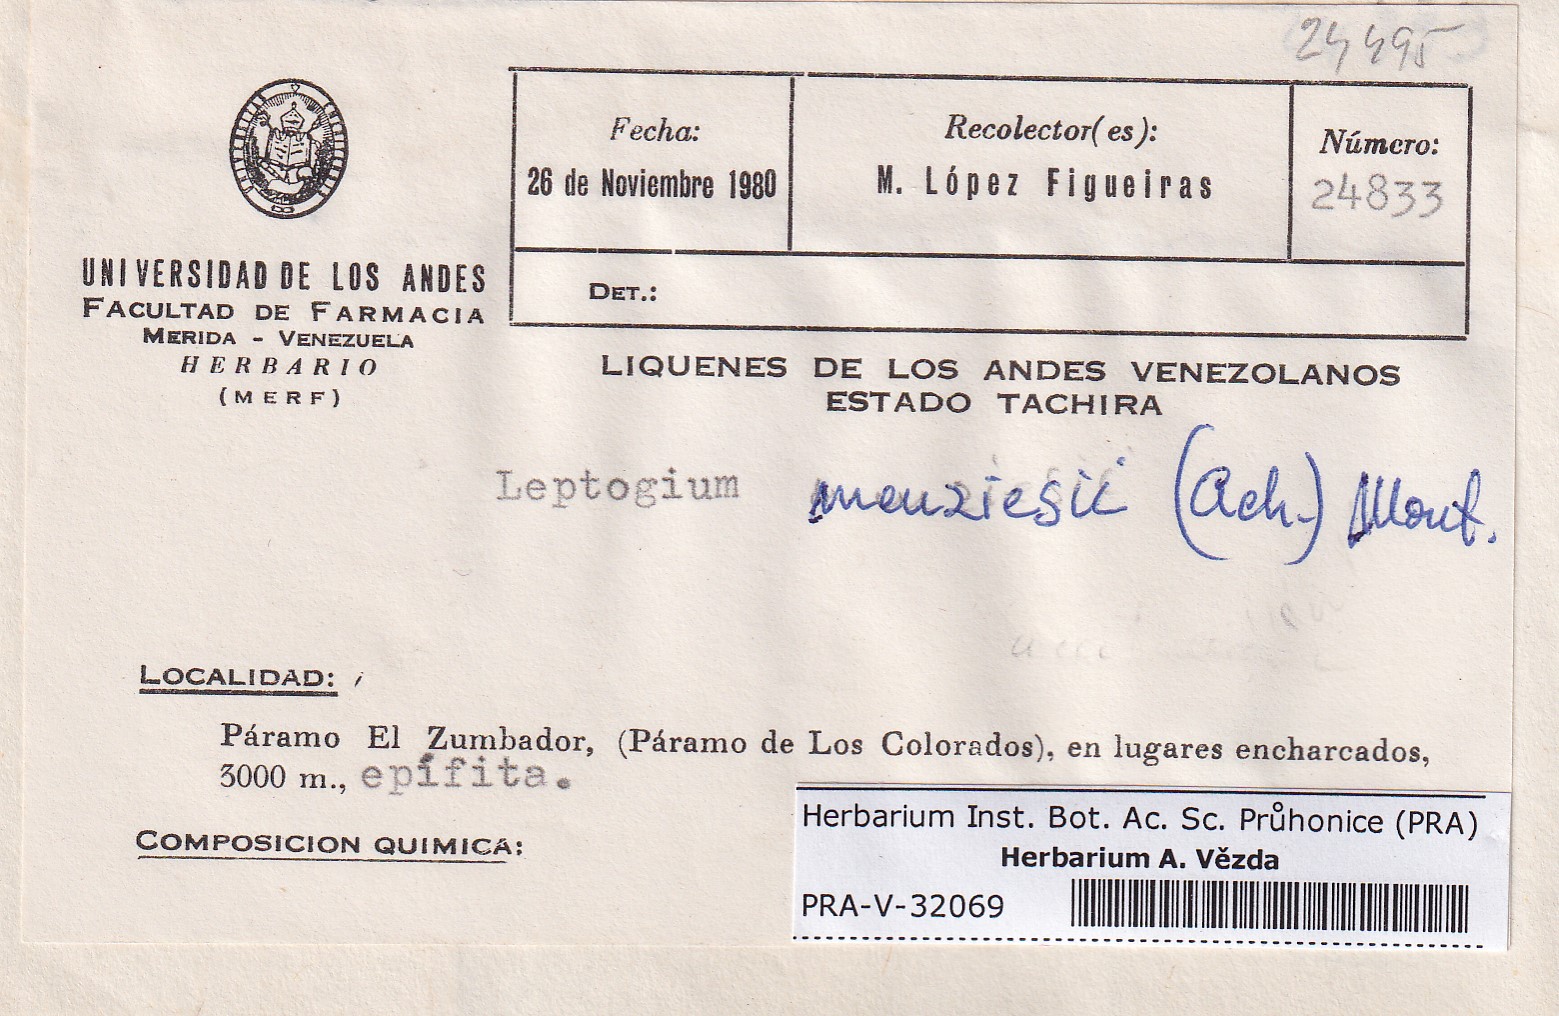 24495
Fecha:
26 de Noviembre 1980
Recolector(es):
M. López Figueiras
Número:
24833
DET.:
UNIVERSIDAD DE LOS ANDES
FACULTAD DE FARMACIA
MERIDA - VENEZUELA
HERBARIO
(MERF)
LIQUENES DE LOS ANDES VENEZOLANOS
ESTADO TACHIRA
Leptogium menziesii (Ach.) Mont.
LOCALIDAD:
Páramo El Zumbador, (Páramo de Los Colorados), en lugares encharcados,
3000 m., epífita.
COMPOSICION QUIMICA:
Herbarium Inst. Bot. Ac. Sc. Průhonice (PRA)
Herbarium A. Vězda
PRA-V-32069